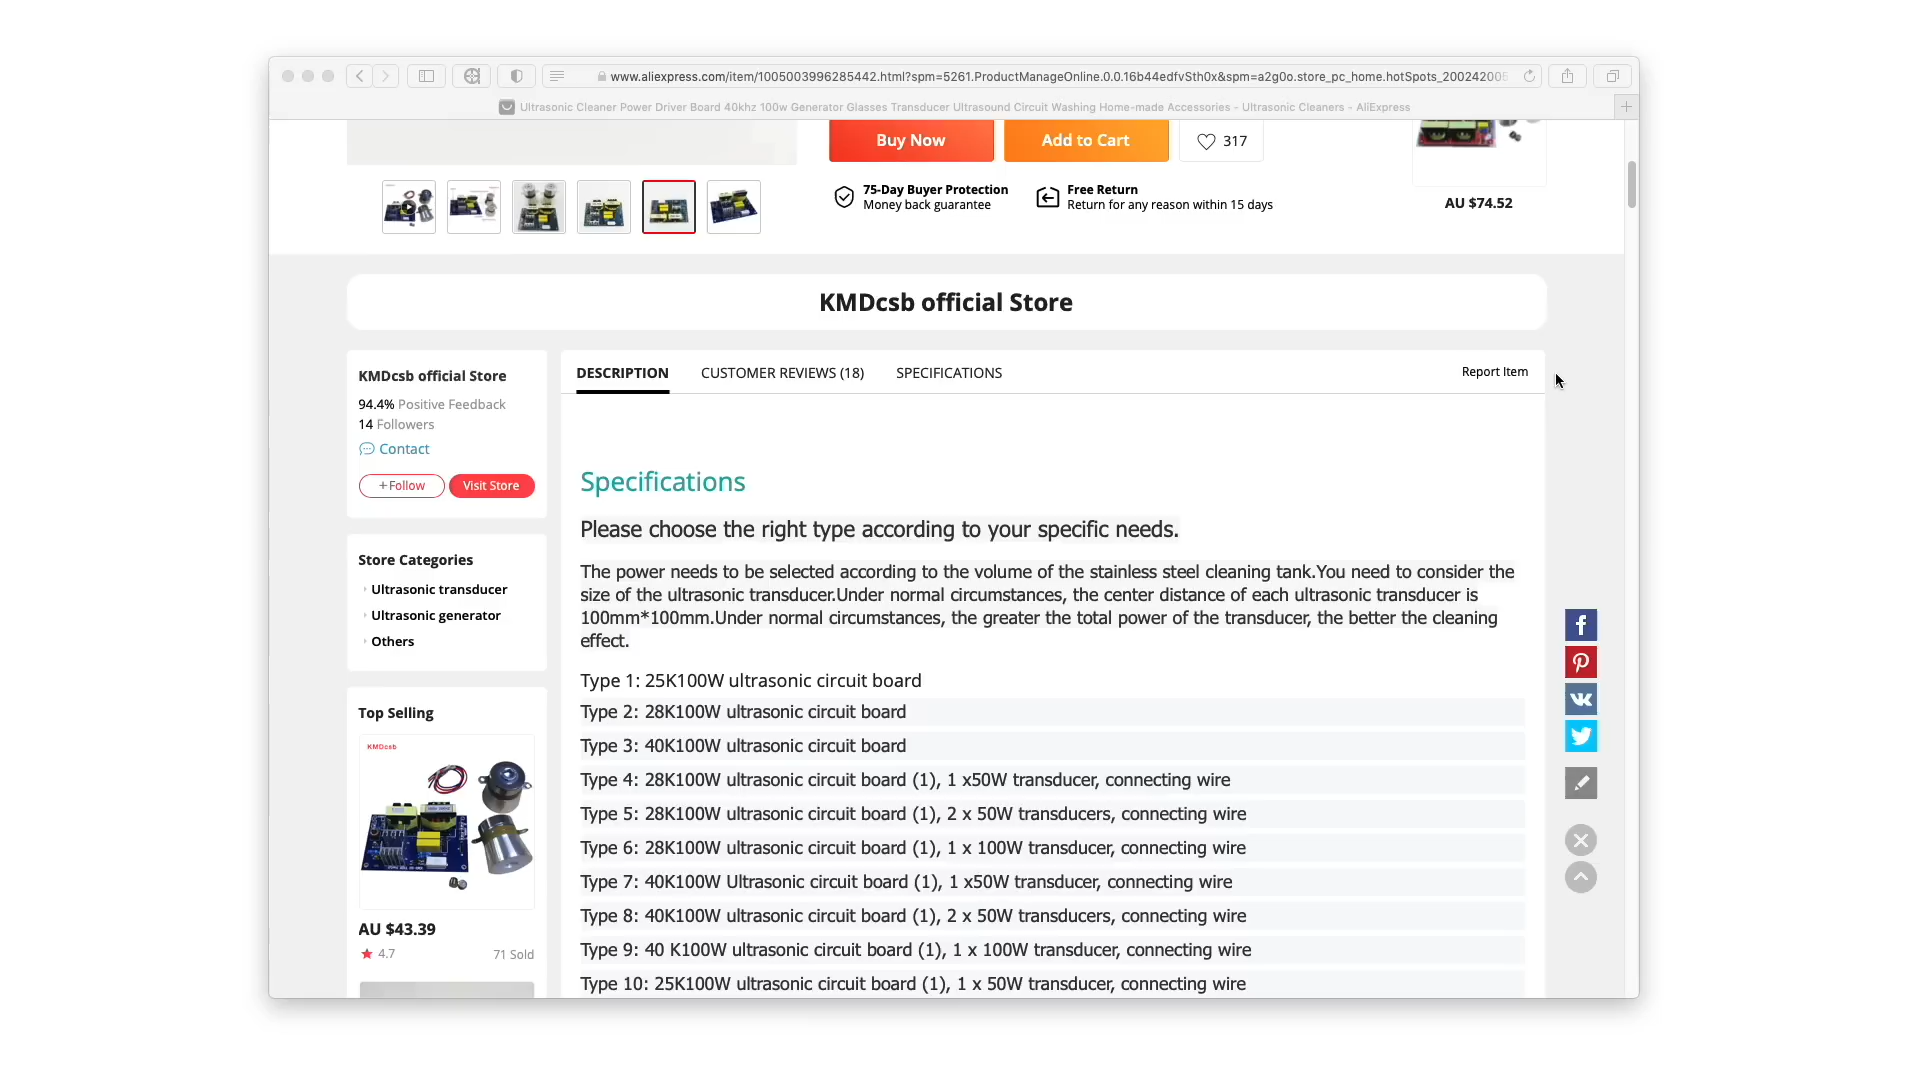 www.aliexpress.com/item/1005003996285442.html?spm=5261.ProductManageOnline.0.0.16b44edfvSth0x&spm=a2g0o.store_pc_home.hotSpots_200242005
Ultrasonic Cleaner Power Driver Board 40khz 100w Generator Glasses Transducer Ultrasound Circuit Washing Home-made Accessories - Ultrasonic Cleaners - AliExpress
Buy Now
Add to Cart
317
75-Day Buyer Protection
Money back guarantee
Free Return
Return for any reason within 15 days
AU $74.52
KMDcsb official Store
KMDcsb official Store
94.4% Positive Feedback
14 Followers
Contact
+ Follow
Visit Store
Store Categories
Ultrasonic transducer
Ultrasonic generator
Others
Top Selling
KMDcsb
AU $43.39
4.7
71 Sold
DESCRIPTION
CUSTOMER REVIEWS (18)
SPECIFICATIONS
Report Item
Specifications
Please choose the right type according to your specific needs.
The power needs to be selected according to the volume of the stainless steel cleaning tank.You need to consider the
size of the ultrasonic transducer.Under normal circumstances, the center distance of each ultrasonic transducer is
100mm*100mm.Under normal circumstances, the greater the total power of the transducer, the better the cleaning
effect.
Type 1: 25K100W ultrasonic circuit board
Type 2: 28K100W ultrasonic circuit board
Type 3: 40K100W ultrasonic circuit board
Type 4: 28K100W ultrasonic circuit board (1), 1 x50W transducer, connecting wire
Type 5: 28K100W ultrasonic circuit board (1), 2 x 50W transducers, connecting wire
Type 6: 28K100W ultrasonic circuit board (1), 1 x 100W transducer, connecting wire
Type 7: 40K100W Ultrasonic circuit board (1), 1 x50W transducer, connecting wire
Type 8: 40K100W ultrasonic circuit board (1), 2 x 50W transducers, connecting wire
Type 9: 40 K100W ultrasonic circuit board (1), 1 x 100W transducer, connecting wire
Type 10: 25K100W ultrasonic circuit board (1), 1 x 50W transducer, connecting wire